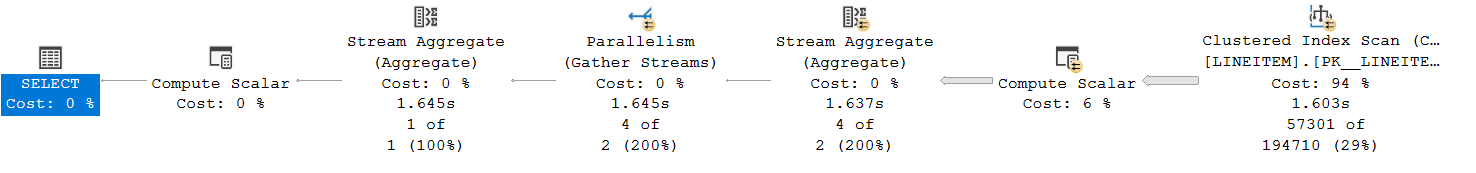 SELECT
Cost: 0 %
Compute Scalar
Cost: 0 %
Stream Aggregate
(Aggregate)
Cost: 0 %
1.645s
1 of
1 (100%)
Parallelism
(Gather Streams)
Cost: 0 %
1.645s
4 of
2 (200%)
Stream Aggregate
(Aggregate)
Cost: 0 %
1.637s
4 of
2 (200%)
Compute Scalar
Cost: 6 %
Clustered Index Scan (C…
[LINEITEM].[PK__LINEITE…
Cost: 94 %
1.603s
57301 of
194710 (29%)